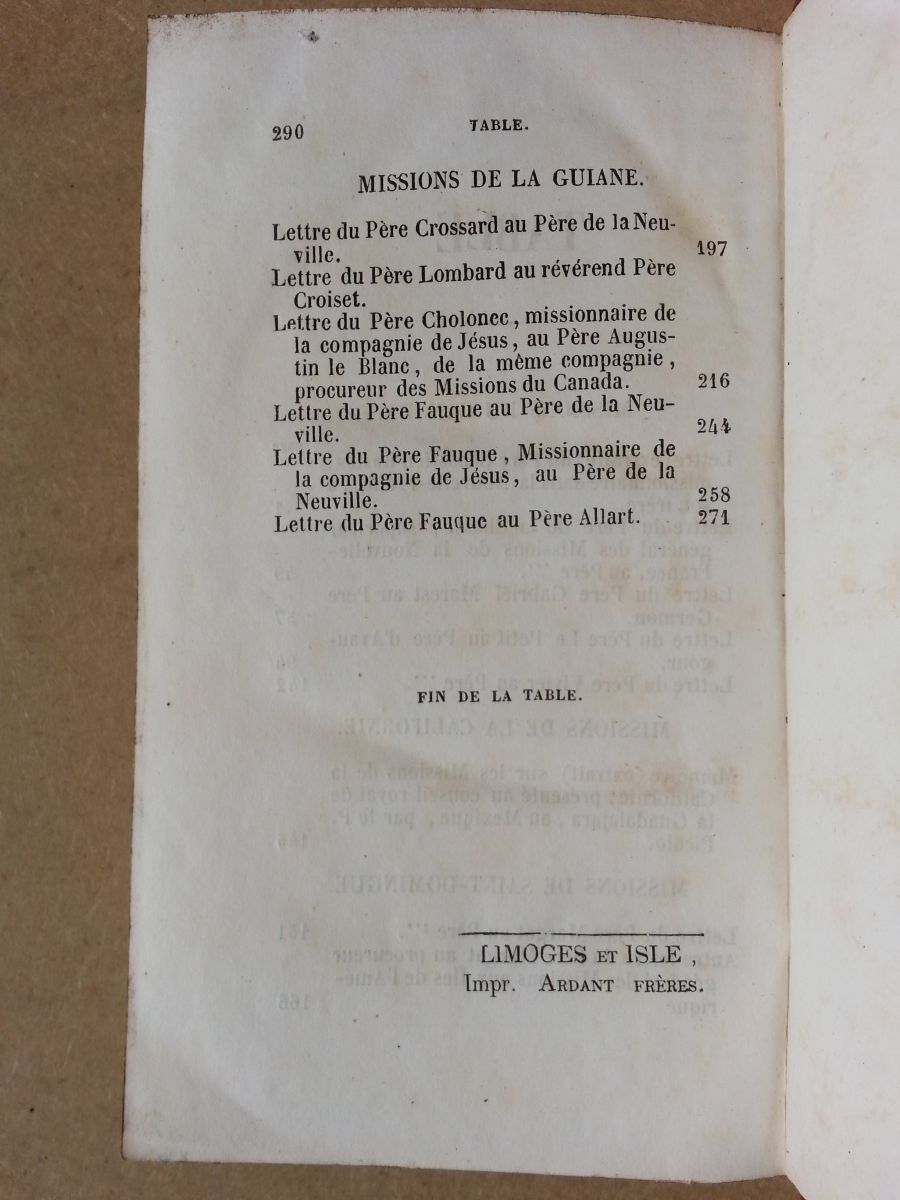 290
TABLE.
MISSIONS DE LA GUIANE.
Lettre du Père Crossard au Père de la Neu-
ville. 197
Lettre du Père Lombard au révérend Père
Croiset.
Lettre du Père Cholonec, missionnaire de
la compagnie de Jésus, au Père Augus-
tin le Blanc, de la même compagnie,
procureur des Missions du Canada. 216
Lettre du Père Fauque au Père de la Neu-
ville. 244
Lettre du Père Fauque, Missionnaire de
la compagnie de Jésus, au Père de la
Neuville. 258
Lettre du Père Fauque au Père Allart. 271
FIN DE LA TABLE.
LIMOGES ET ISLE,
Impr. ARDANT FRÈRES.